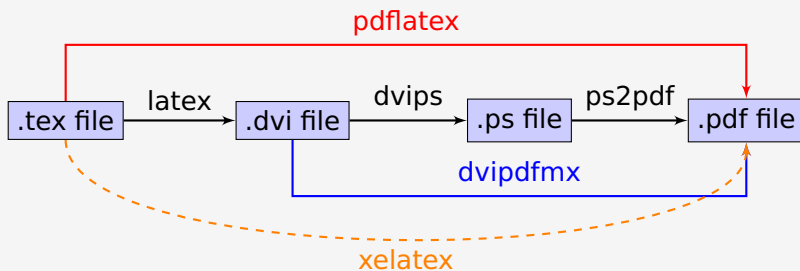 pdflatex
latex
dvips
ps2pdf
.tex file
.dvi file
.ps file
.pdf file
dvipdfmx
xelatex